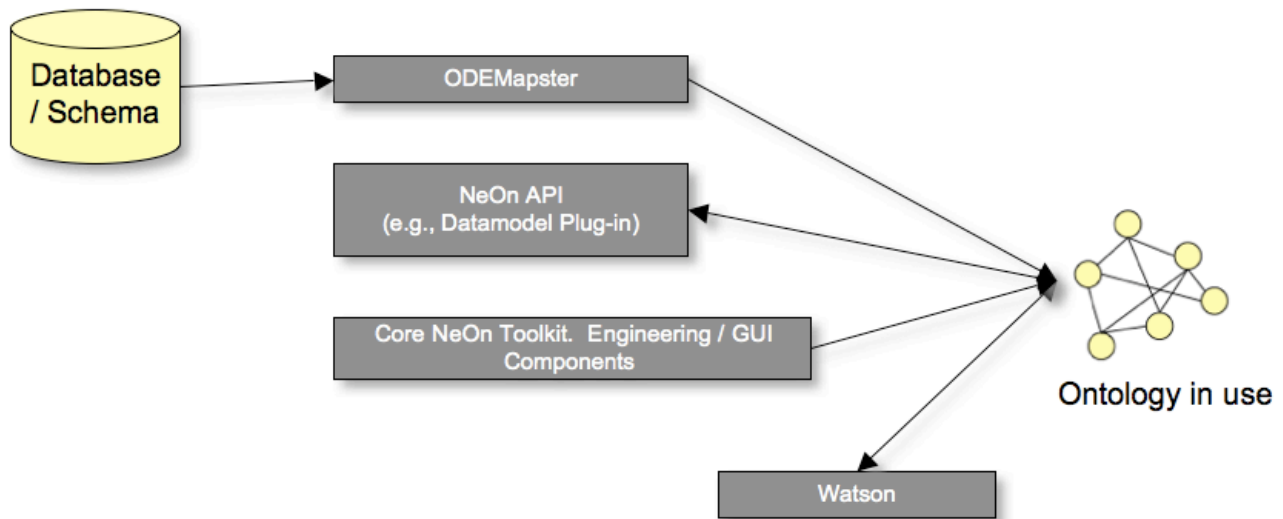 Database
/ Schema
ODEMapster
NeOn API
(e.g., Datamodel Plug-in)
Core NeOn Toolkit.  Engineering / GUI
Components
Ontology in use
Watson